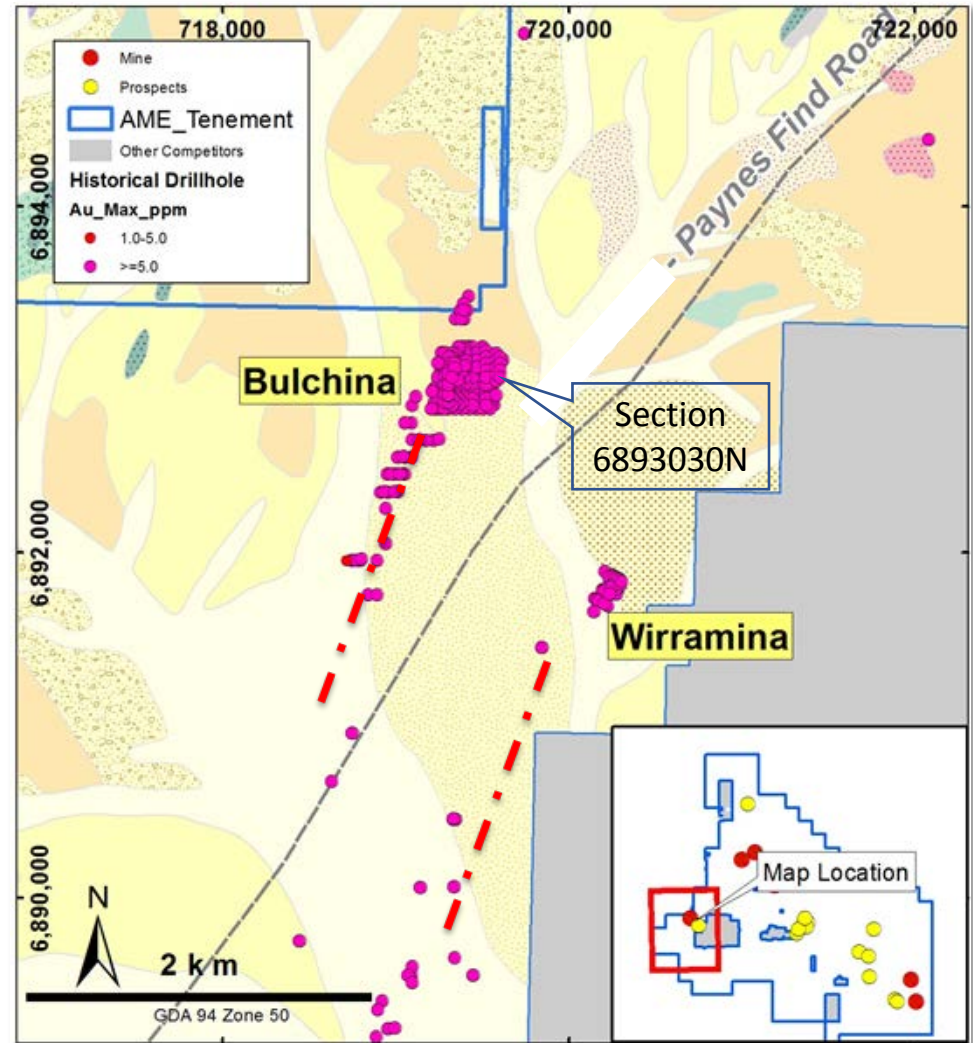 718,000
720,000
722,000
Mine
Prospects
AME_Tenement
Other Competitors
Historical Drillhole
Au_Max_ppm
1.0-5.0
>=5.0
6,894,000
Paynes Find Road
Bulchina
Section
6893030N
6,892,000
Wirramina
Map Location
6,890,000
N
2 km
GDA 94 Zone 50